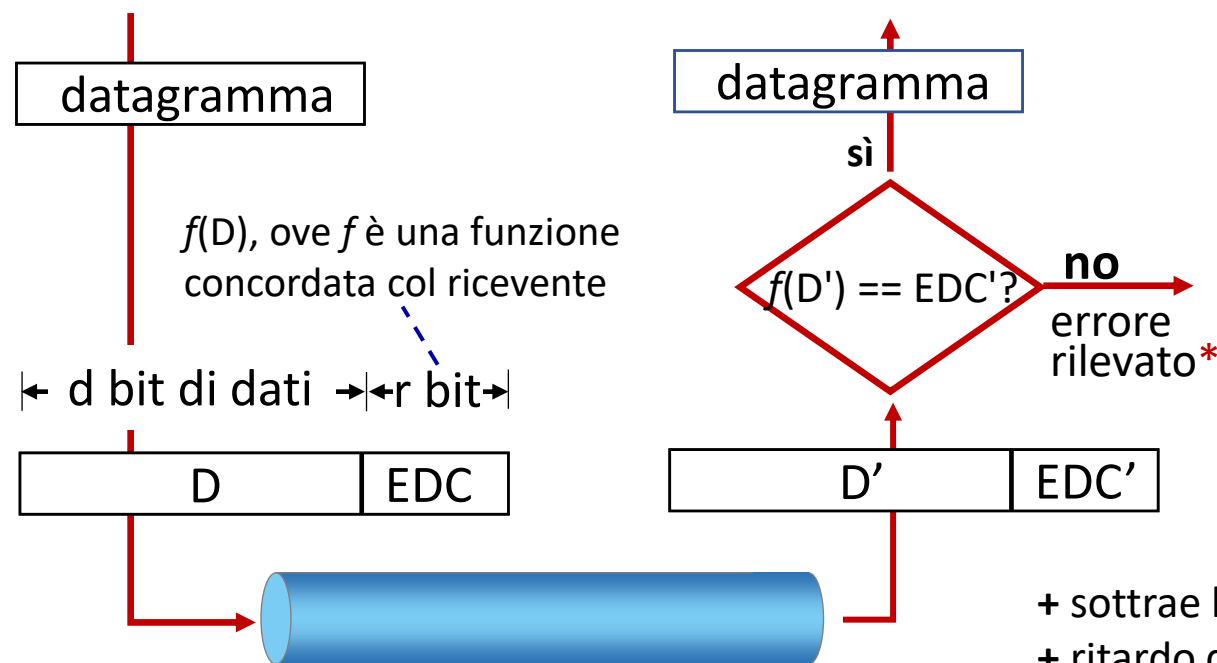 datagramma
datagramma
sì
f(D), ove f è una funzione
concordata col ricevente
f(D') == EDC'?
no
errore
rilevato*
d bit di dati
r bit
D
EDC
D’
EDC’
+ sottrae
+ ritardo